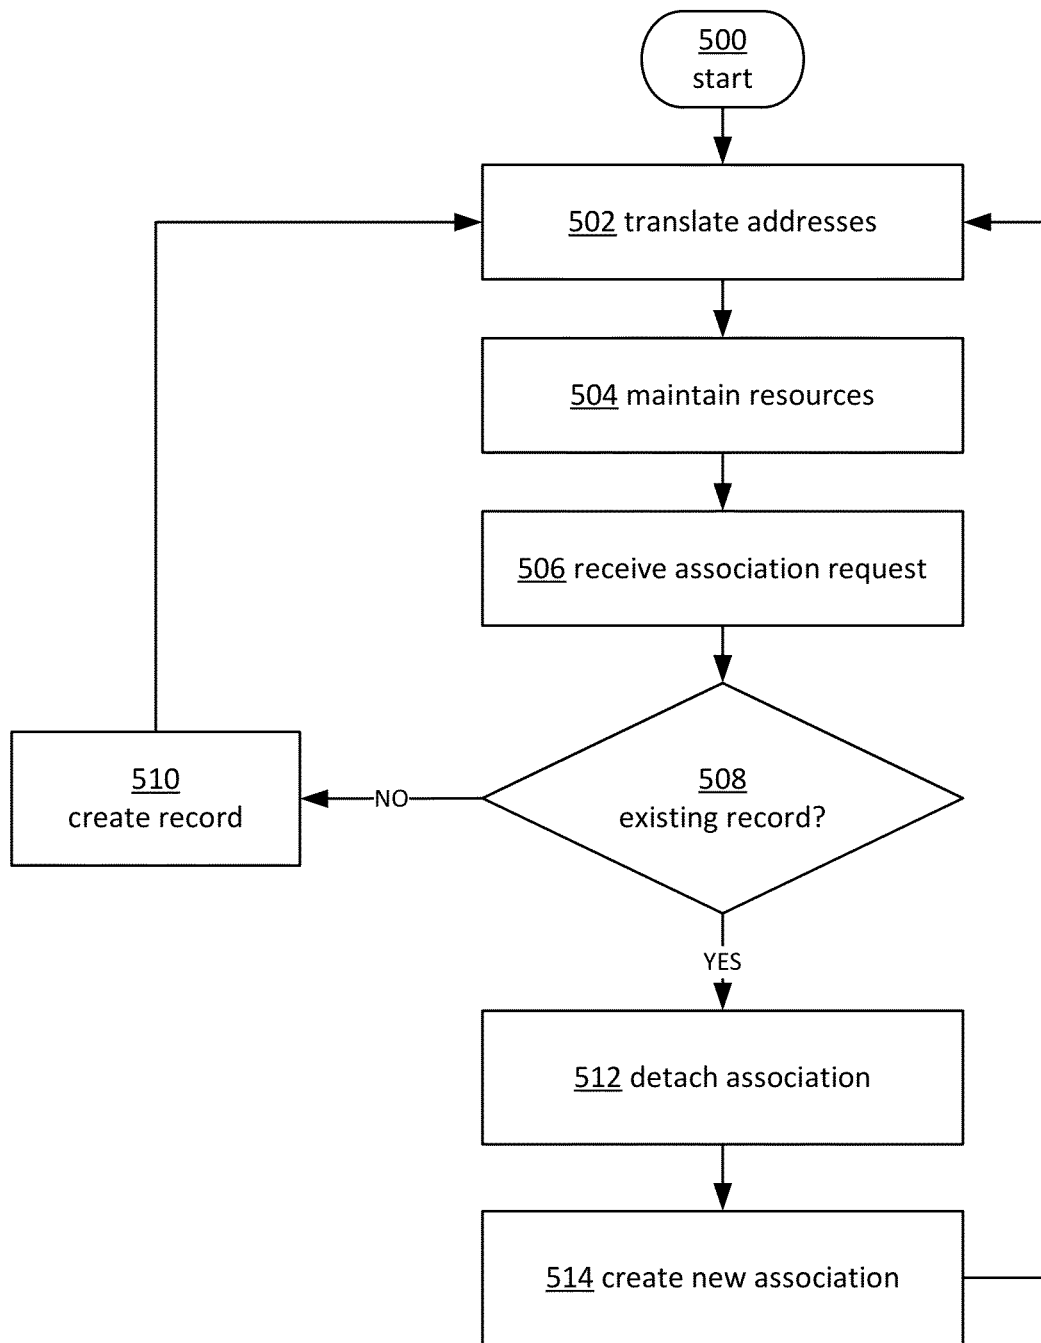 500
start
502 translate addresses
504 maintain resources
506 receive association request
508
existing record?
510
create record
NO
YES
512 detach association
514 create new association